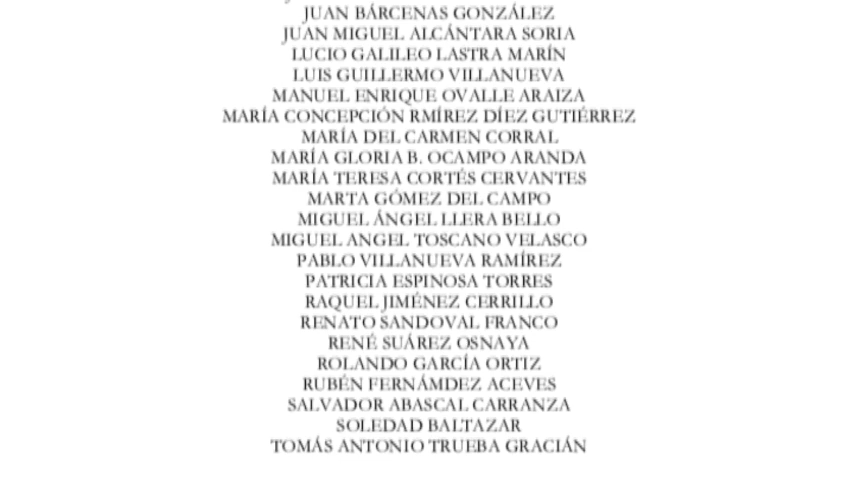 JUAN BÁRCENAS GONZÁLEZ
JUAN MIGUEL ALCÁNTARA SORIA
LUCIO GALILEO LASTRA MARÍN
LUIS GUILLERMO VILLANUEVA
MANUEL ENRIQUE OVALLE ARAIZA
MARÍA CONCEPCIÓN RMÍREZ DÍEZ GUTIÉRREZ
MARÍA DEL CARMEN CORRAL
MARÍA GLORIA B. OCAMPO ARANDA
MARÍA TERESA CORTÉS CERVANTES
MARTA GÓMEZ DEL CAMPO
MIGUEL ÁNGEL LLERA BELLO
MIGUEL ANGEL TOSCANO VELASCO
PABLO VILLANUEVA RAMÍREZ
PATRICIA ESPINOSA TORRES
RAQUEL JIMÉNEZ CERRILLO
RENATO SANDOVAL FRANCO
RENÉ SUÁREZ OSNAYA
ROLANDO GARCÍA ORTIZ
RUBÉN FERNÁMDEZ ACEVES
SALVADOR ABASCAL CARRANZA
SOLEDAD BALTAZAR
TOMÁS ANTONIO TRUEBA GRACIÁN